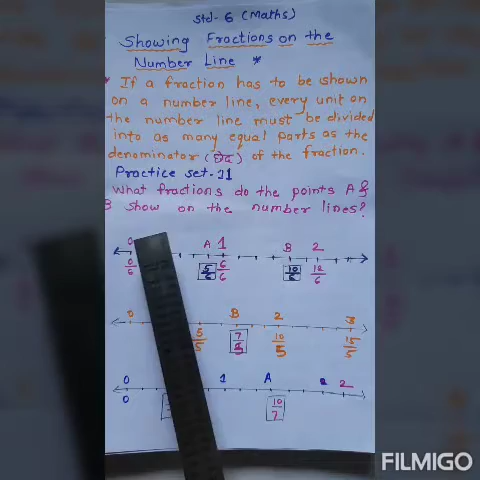 Std- 6 (Maths)
Showing Fractions on the
Number Line *
* If a fraction has to be shown
on a number line, every unit on
the number line must be divided
into as many equal parts as the
denominator (छेद) of the fraction.
Practice set-11
What fractions do the points A &
B show on the number lines?
0 A 1 B 2
0/6 5/6 6/6 10/6 12/6
0 B 2 3
5/5 7/5 10/5 15/5
0 1 A 2
0 10/7
FILMIGO